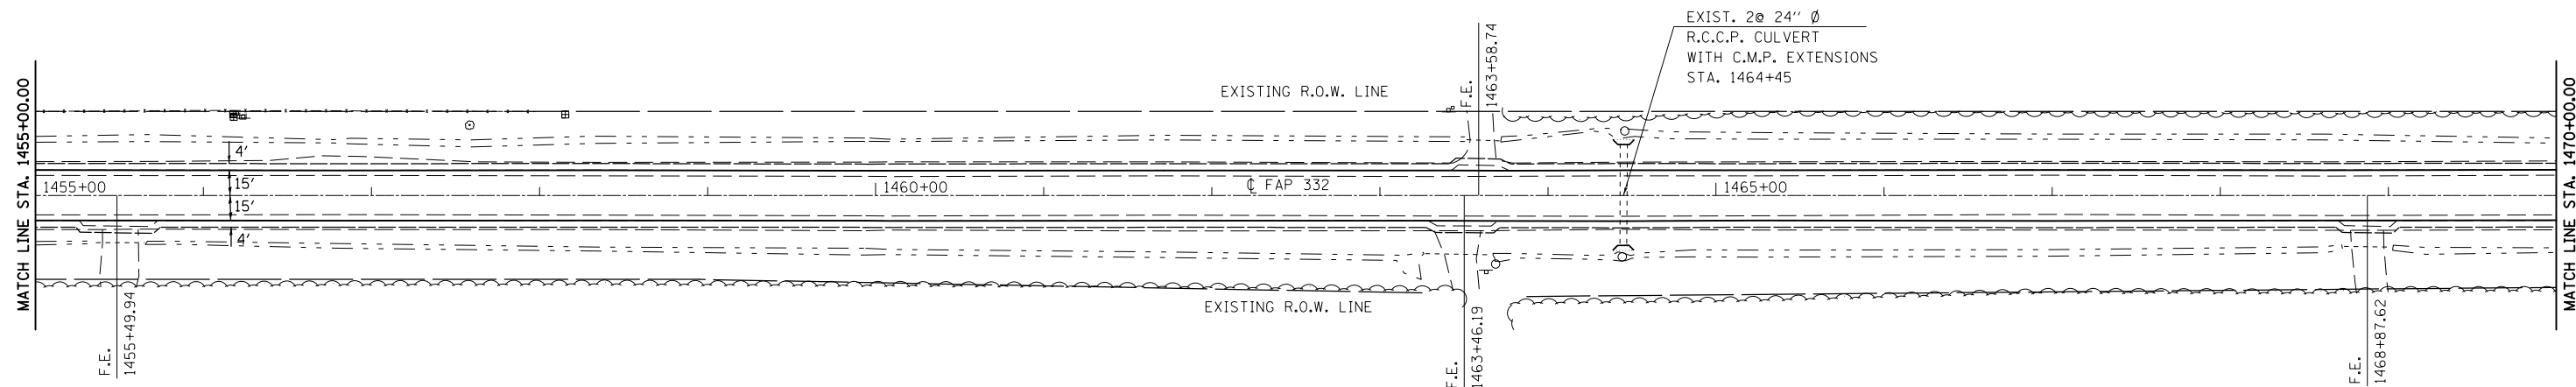 EXIST. 2@ 24" Ø
R.C.C.P. CULVERT
WITH C.M.P. EXTENSIONS
STA. 1464+45
MATCH LINE STA. 1455+00.00
EXISTING R.O.W. LINE
F.E.
1463+58.74
MATCH LINE STA. 1470+00.00
4'
15'
1455+00
1460+00
℄ FAP 332
1465+00
15'
4'
EXISTING R.O.W. LINE
F.E.
1455+49.94
F.E.
1463+46.19
F.E.
1468+87.62